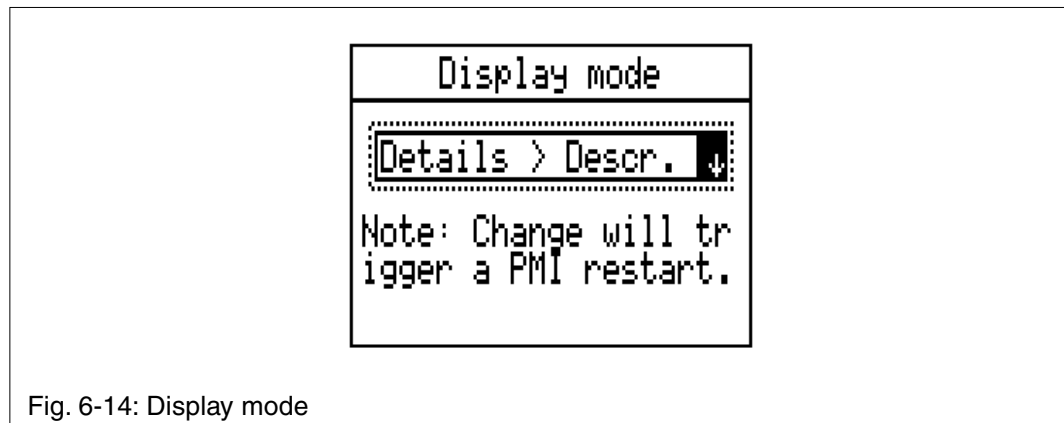 Display mode
Details > Descr. ↓
Note: Change will tr
igger a PMI restart.
Fig. 6-14: Display mode